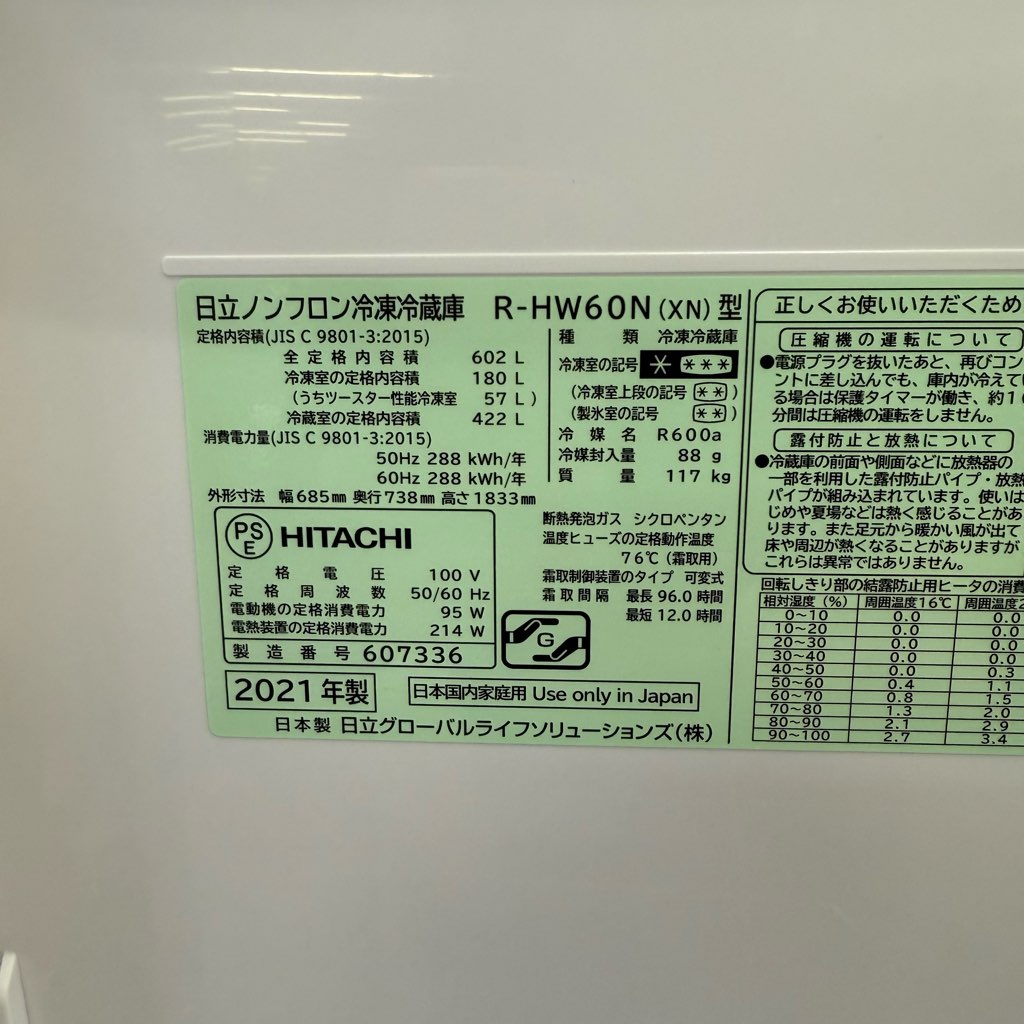 日立ノンフロン冷凍冷蔵庫 R-HW60N(XN)型
定格内容積(JIS C 9801-3:2015)
全定格内容積 602 L
冷凍室の定格内容積 180 L
(うちツースター性能冷凍室 57 L)
冷蔵室の定格内容積 422 L
消費電力量(JIS C 9801-3:2015)
50Hz 288 kWh/年
60Hz 288 kWh/年
外形寸法 幅685mm 奥行738mm 高さ1833mm
種類 冷凍冷蔵庫
冷凍室の記号 * ***
(冷凍室上段の記号 **)
(製氷室の記号 **)
冷媒名 R600a
冷媒封入量 88 g
質量 117 kg
PS E HITACHI
定格電圧 100 V
定格周波数 50/60 Hz
電動機の定格消費電力 95 W
電熱装置の定格消費電力 214 W
製造番号 607336
断熱発泡ガス シクロペンタン
温度ヒューズの定格動作温度
76℃(霜取用)
霜取制御装置のタイプ 可変式
霜取間隔 最長 96.0 時間
最短 12.0 時間
G
2021年製
日本国内家庭用 Use only in Japan
日本製 日立グローバルライフソリューションズ(株)
正しくお使いいただくため
圧縮機の運転について
●電源プラグを抜いたあと、再びコン
ントに差し込んでも、庫内が冷えてい
る場合は保護タイマーが働き、約1
分間は圧縮機の運転をしません。
露付防止と放熱について
●冷蔵庫の前面や側面などに放熱器の
一部を利用した露付防止パイプ・放熱
パイプが組み込まれています。使いは
じめや夏場などは熱く感じることがあ
ります。また足元から暖かい風が出て
床や周辺が熱くなることがありますが
これらは異常ではありません。
回転しきり部の結露防止用ヒータの消費
相対湿度(%) 周囲温度16℃ 周囲温度
0~10 0.0 0.0
10~20 0.0 0.0
20~30 0.0 0.0
30~40 0.0 0.0
40~50 0.0 0.3
50~60 0.4 1.1
60~70 0.8 1.5
70~80 1.3 2.0
80~90 2.1 2.9
90~100 2.7 3.4